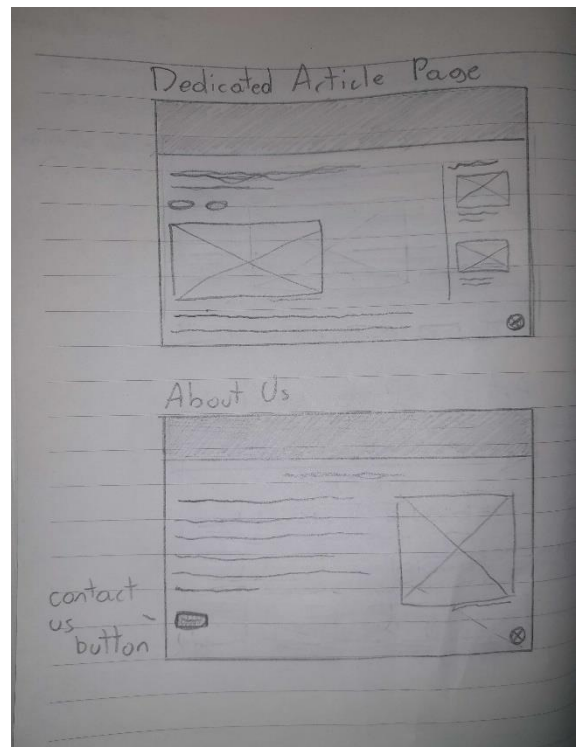 Dedicated Article Page
About Us
contact
us
button